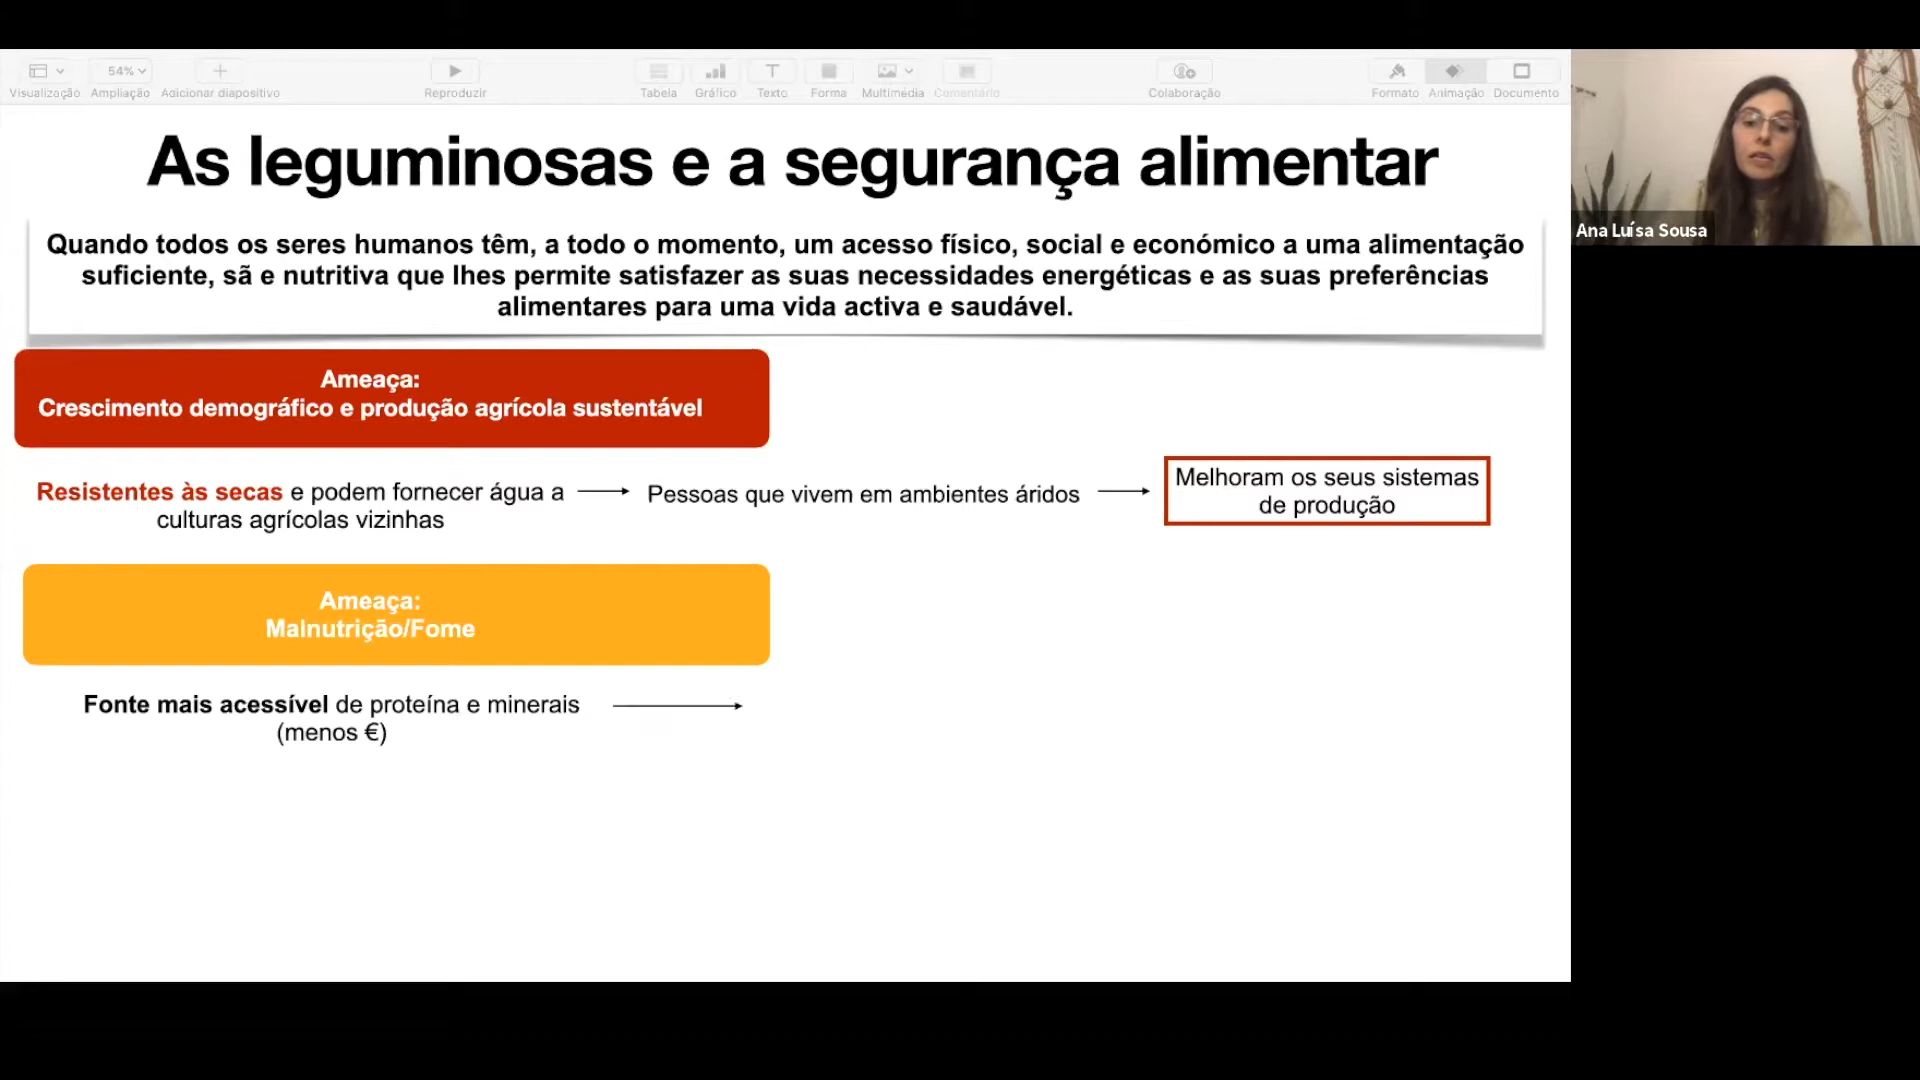 54%
Visualização Ampliação Adicionar diapositivo Reproduzir Tabela Gráfico Texto Forma Multimédia Comentário Colaboração Formato Animação Documento
As leguminosas e a segurança alimentar
Quando todos os seres humanos têm, a todo o momento, um acesso físico, social e económico a uma alimentação
suficiente, sã e nutritiva que lhes permite satisfazer as suas necessidades energéticas e as suas preferências
alimentares para uma vida activa e saudável.
Ana Luísa Sousa
Ameaça:
Crescimento demográfico e produção agrícola sustentável
Resistentes às secas e podem fornecer água a
culturas agrícolas vizinhas
Pessoas que vivem em ambientes áridos
Melhoram os seus sistemas
de produção
Ameaça:
Malnutrição/Fome
Fonte mais acessível de proteína e minerais
(menos €)